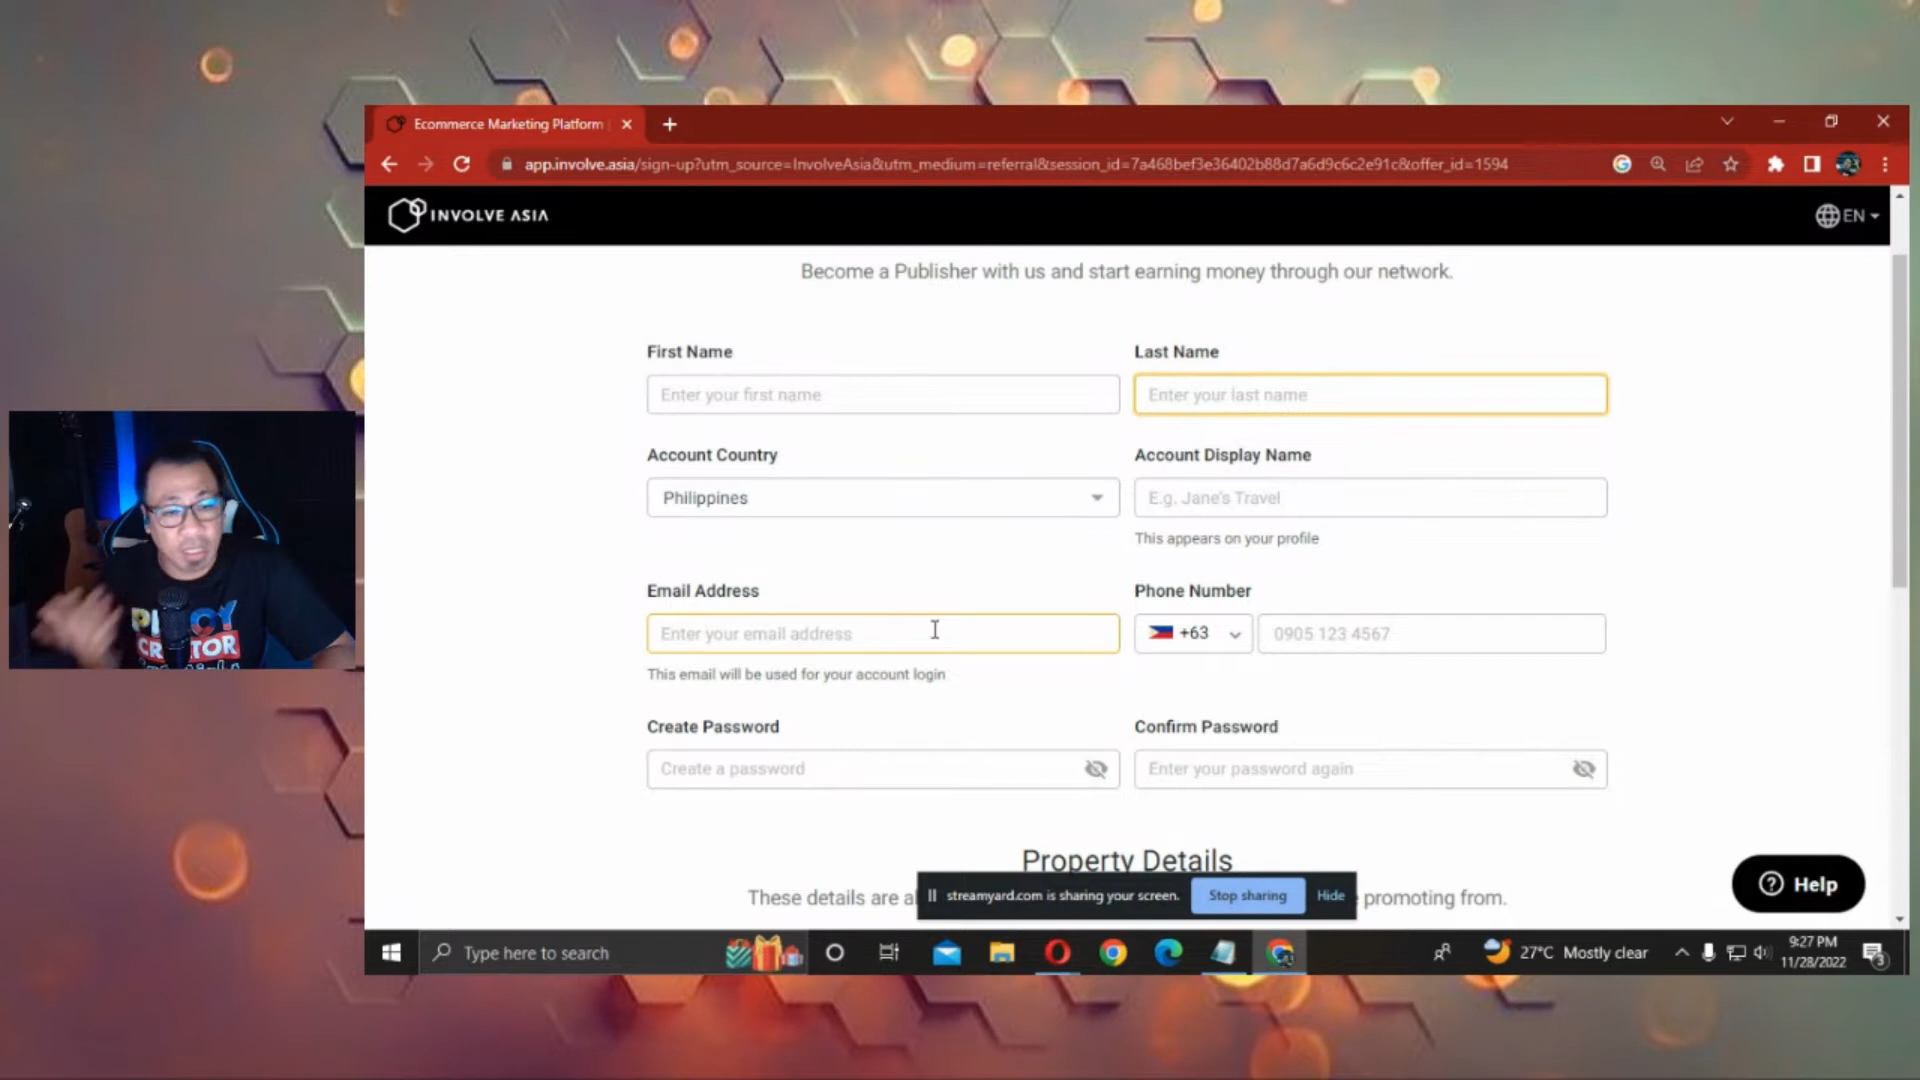 Ecommerce Marketing Platform
app.involve.asia/sign-up?utm_source=InvolveAsia&utm_medium=referral&session_id=7a468bef3e36402b88d7a6d9c6c2e91c&offer_id=1594
INVOLVE ASIA
EN
Become a Publisher with us and start earning money through our network.
First Name
Last Name
Enter your first name
Enter your last name
Account Country
Account Display Name
Philippines
E.g. Jane's Travel
This appears on your profile
Email Address
Phone Number
Enter your email address
+63
0905 123 4567
This email will be used for your account login
Create Password
Confirm Password
Create a password
Enter your password again
Property Details
These details are
promoting from.
streamyard.com is sharing your screen.
Stop sharing
Hide
Help
Type here to search
27°C Mostly clear
9:27 PM
11/28/2022
3
CREATOR